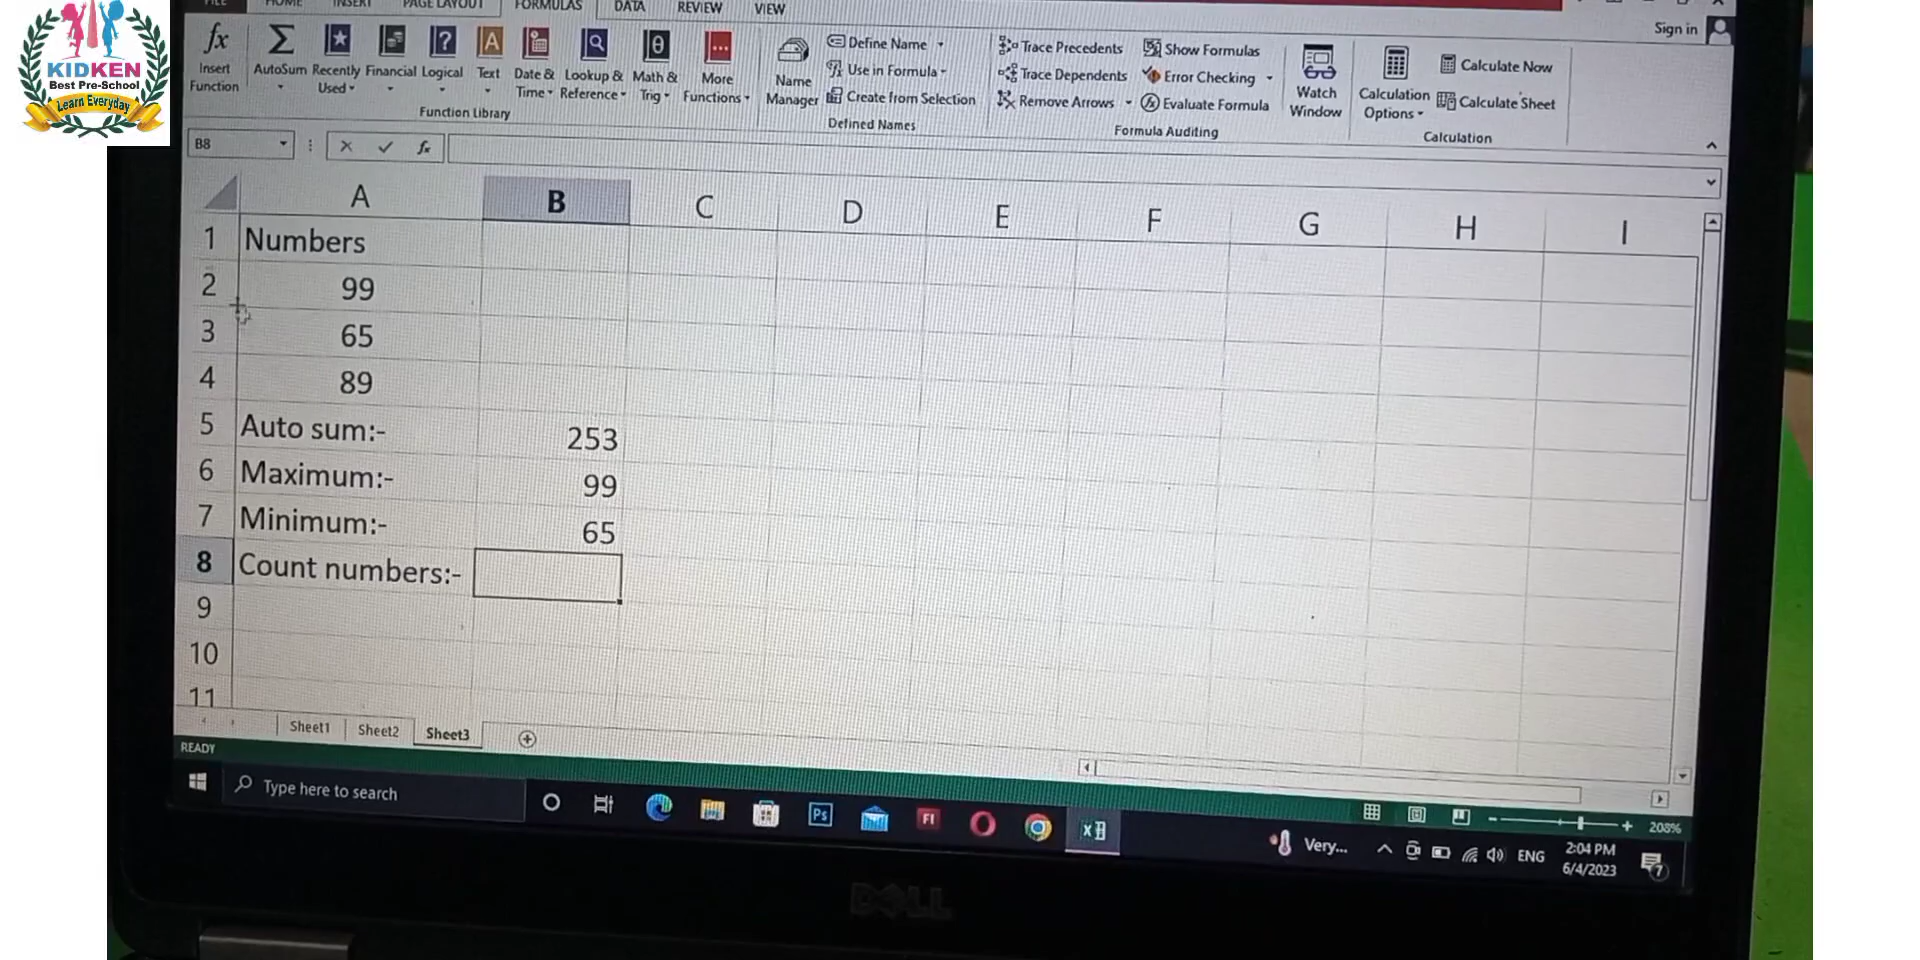 KIDKEN
Best Pre-School
Learn Everyday
HOME INSERT PAGE LAYOUT FORMULAS DATA REVIEW VIEW
Sign in
fx Insert Function
Σ AutoSum
Recently Used
Financial
Logical
Text
Date & Time
Lookup & Reference
Math & Trig
More Functions
Function Library
Name Manager
Define Name
Use in Formula
Create from Selection
Defined Names
Trace Precedents
Trace Dependents
Remove Arrows
Show Formulas
Error Checking
Evaluate Formula
Formula Auditing
Watch Window
Calculation Options
Calculate Now
Calculate Sheet
Calculation
B8 fx
A B C D E F G H I
1 Numbers
2 99
3 65
4 89
5 Auto sum:- 253
6 Maximum:- 99
7 Minimum:- 65
8 Count numbers:-
9
10
11
Sheet1 Sheet2 Sheet3
READY
208%
Type here to search
Ps
FI
Very...
ENG
2:04 PM
6/4/2023
7
DELL